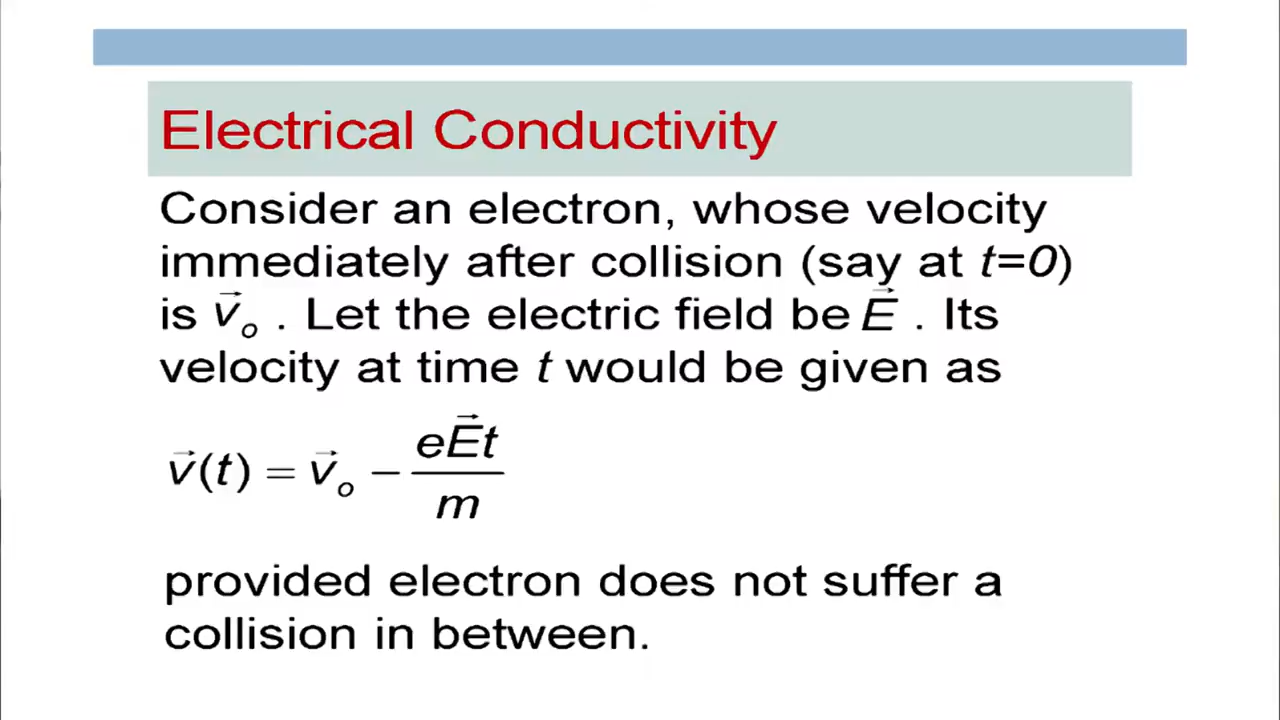 Electrical Conductivity
Consider an electron, whose velocity
immediately after collision (say at t=0)
is v⃗ₒ . Let the electric field be E⃗ . Its
velocity at time t would be given as
v⃗(t) = v⃗ₒ − eE⃗t / m
provided electron does not suffer a
collision in between.